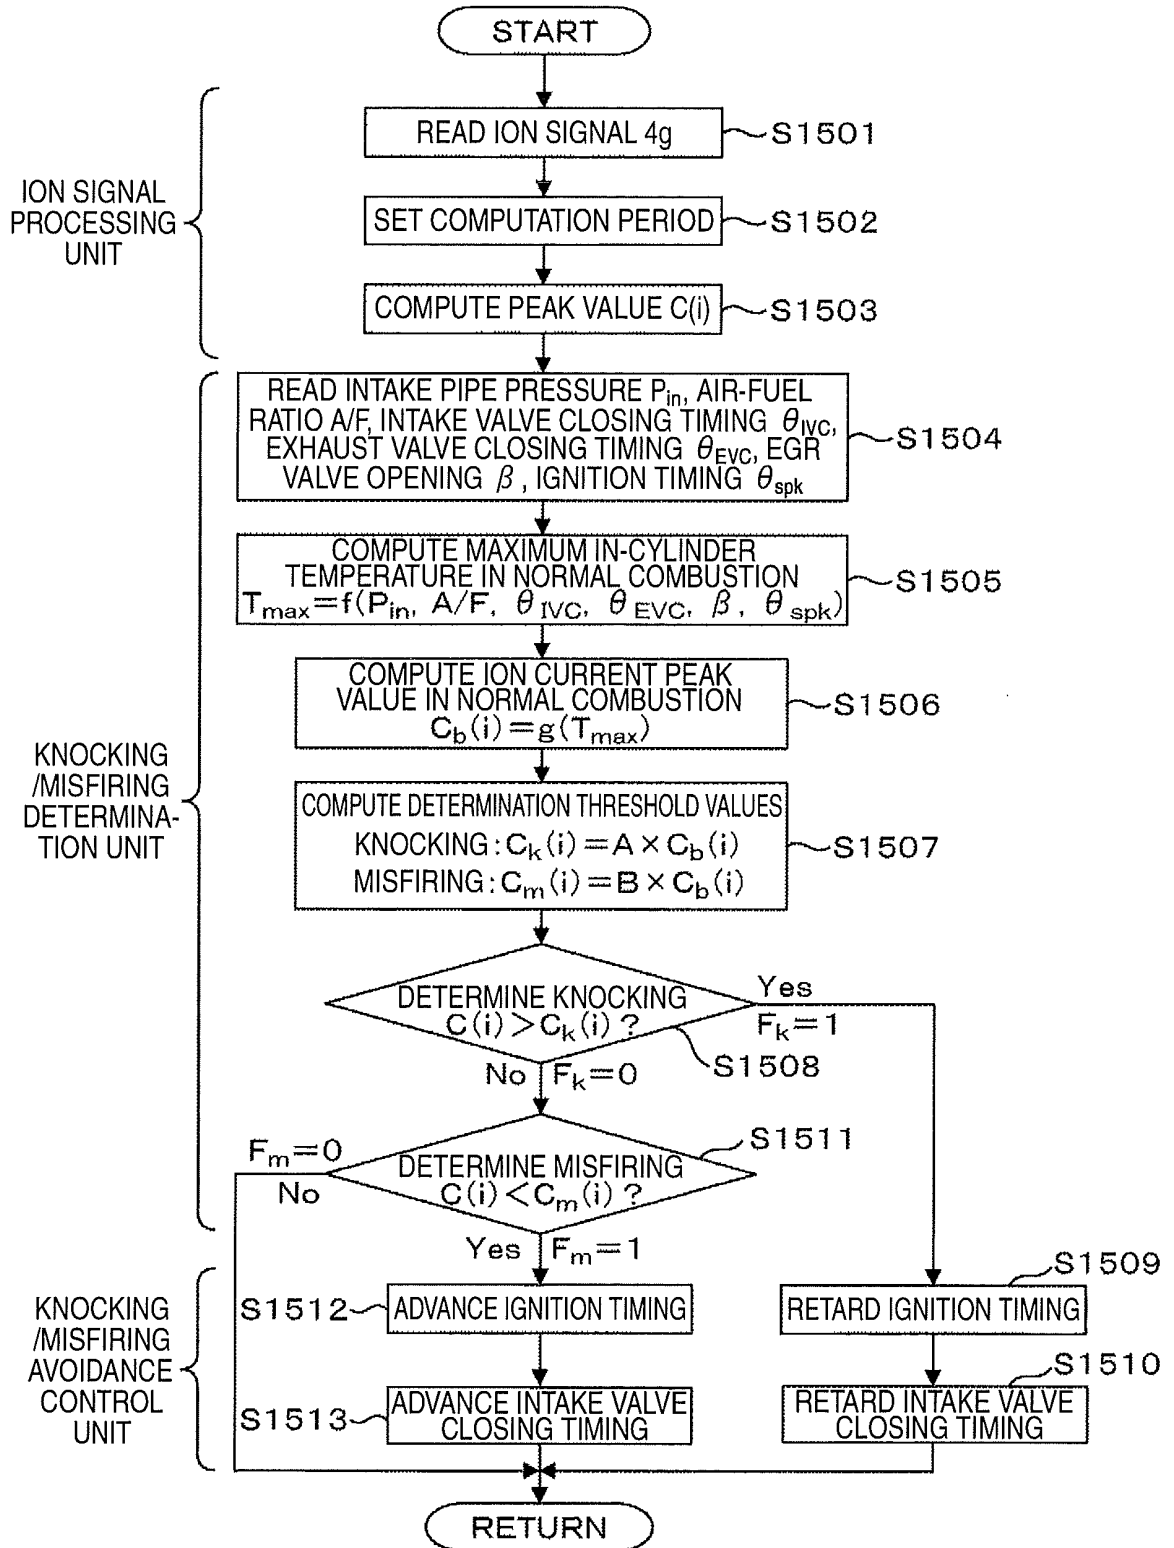 START
READ ION SIGNAL 4g
S1501
ION SIGNAL
PROCESSING
UNIT
SET COMPUTATION PERIOD
S1502
COMPUTE PEAK VALUE C(i)
S1503
READ INTAKE PIPE PRESSURE Pin, AIR-FUEL
RATIO A/F, INTAKE VALVE CLOSING TIMING θIVC,
EXHAUST VALVE CLOSING TIMING θEVC, EGR
VALVE OPENING β, IGNITION TIMING θspk
S1504
COMPUTE MAXIMUM IN-CYLINDER
TEMPERATURE IN NORMAL COMBUSTION
Tmax=f(Pin, A/F, θIVC, θEVC, β, θspk)
S1505
COMPUTE ION CURRENT PEAK
VALUE IN NORMAL COMBUSTION
Cb(i)=g(Tmax)
S1506
KNOCKING
/MISFIRING
DETERMINA-
TION UNIT
COMPUTE DETERMINATION THRESHOLD VALUES
KNOCKING: Ck(i)=A×Cb(i)
MISFIRING: Cm(i)=B×Cb(i)
S1507
DETERMINE KNOCKING
C(i)>Ck(i)?
Yes
Fk=1
S1508
No Fk=0
S1511
Fm=0
No
DETERMINE MISFIRING
C(i)<Cm(i)?
Yes Fm=1
KNOCKING
/MISFIRING
AVOIDANCE
CONTROL
UNIT
S1512
ADVANCE IGNITION TIMING
S1509
RETARD IGNITION TIMING
S1513
ADVANCE INTAKE VALVE
CLOSING TIMING
S1510
RETARD INTAKE VALVE
CLOSING TIMING
RETURN